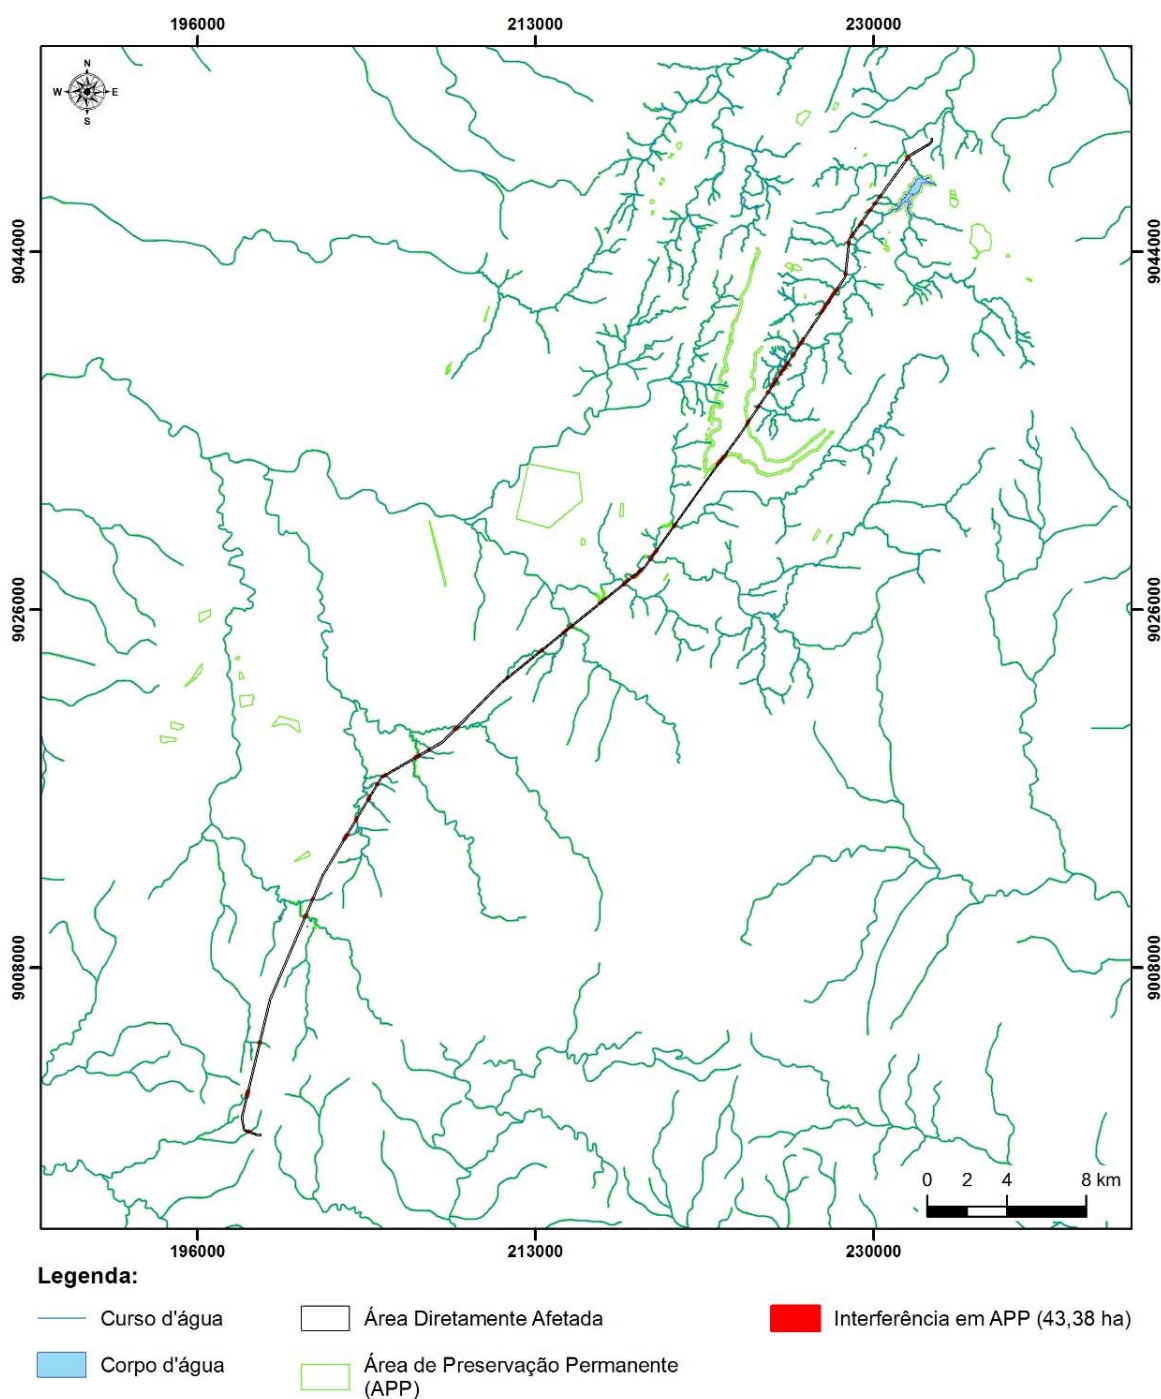 196000 213000 230000
N
W E
S
9044000 9044000
9026000 9026000
9008000 9008000
0 2 4 8 km
196000 213000 230000
Legenda:
Curso d'água
Área Diretamente Afetada
Interferência em APP (43,38 ha)
Corpo d'água
Área de Preservação Permanente
(APP)